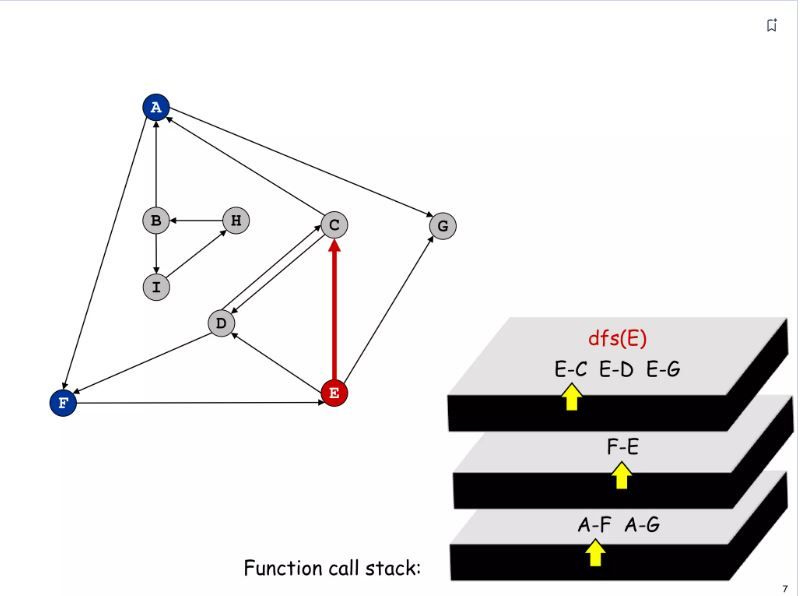 A
B
H
C
G
I
D
F
E
dfs(E)
E-C E-D E-G
F-E
A-F A-G
Function call stack:
7